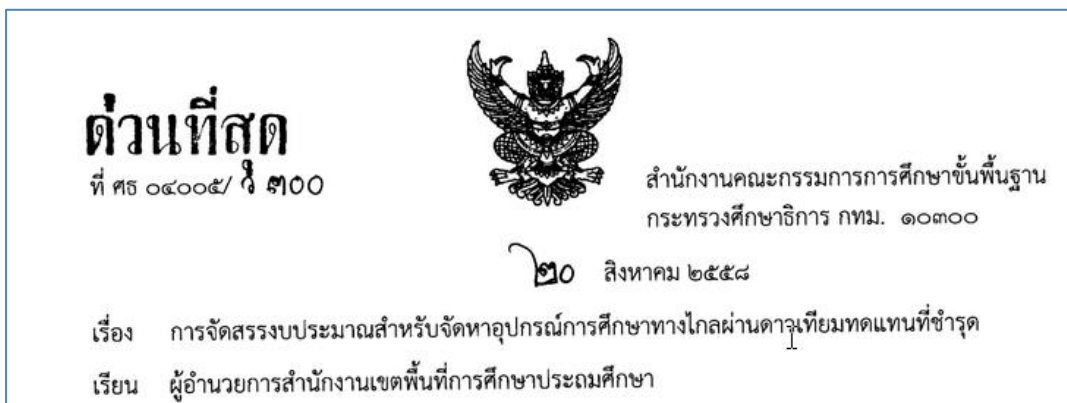 ด่วนที่สุด
ที่ ศธ ๐๔๐๐๕/ ว ๓๐๐
สำนักงานคณะกรรมการการศึกษาขั้นพื้นฐาน
กระทรวงศึกษาธิการ กทม. ๑๐๓๐๐
๒๐ สิงหาคม ๒๕๕๘
เรื่อง การจัดสรรงบประมาณสำหรับจัดหาอุปกรณ์การศึกษาทางไกลผ่านดาวเทียมทดแทนที่ชำรุด
เรียน ผู้อำนวยการสำนักงานเขตพื้นที่การศึกษาประถมศึกษา